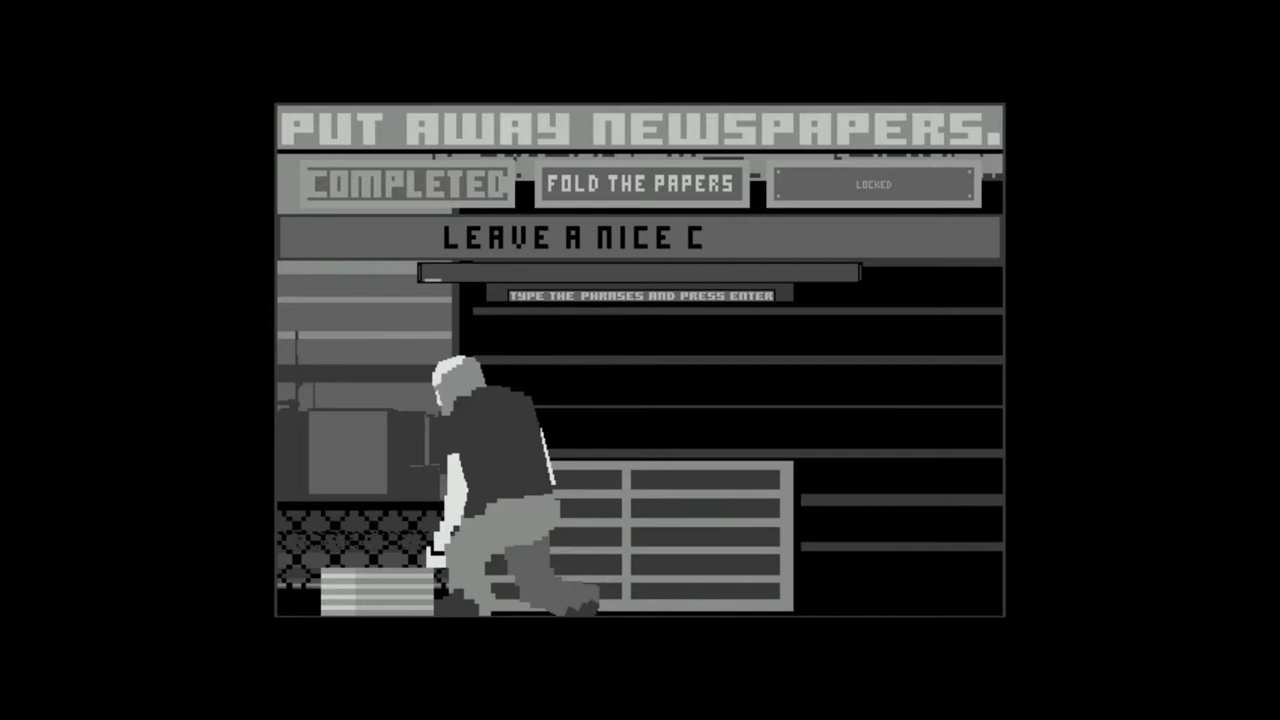 PUT AWAY NEWSPAPERS.
COMPLETED
FOLD THE PAPERS
LOCKED
LEAVE A NICE C
TYPE THE PHRASES AND PRESS ENTER